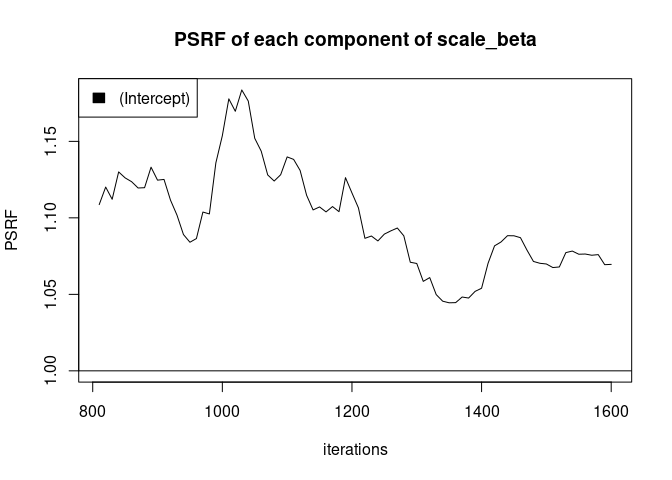 PSRF of each component of scale_beta
(Intercept)
PSRF
1.15
1.10
1.05
1.00
800 1000 1200 1400 1600
iterations